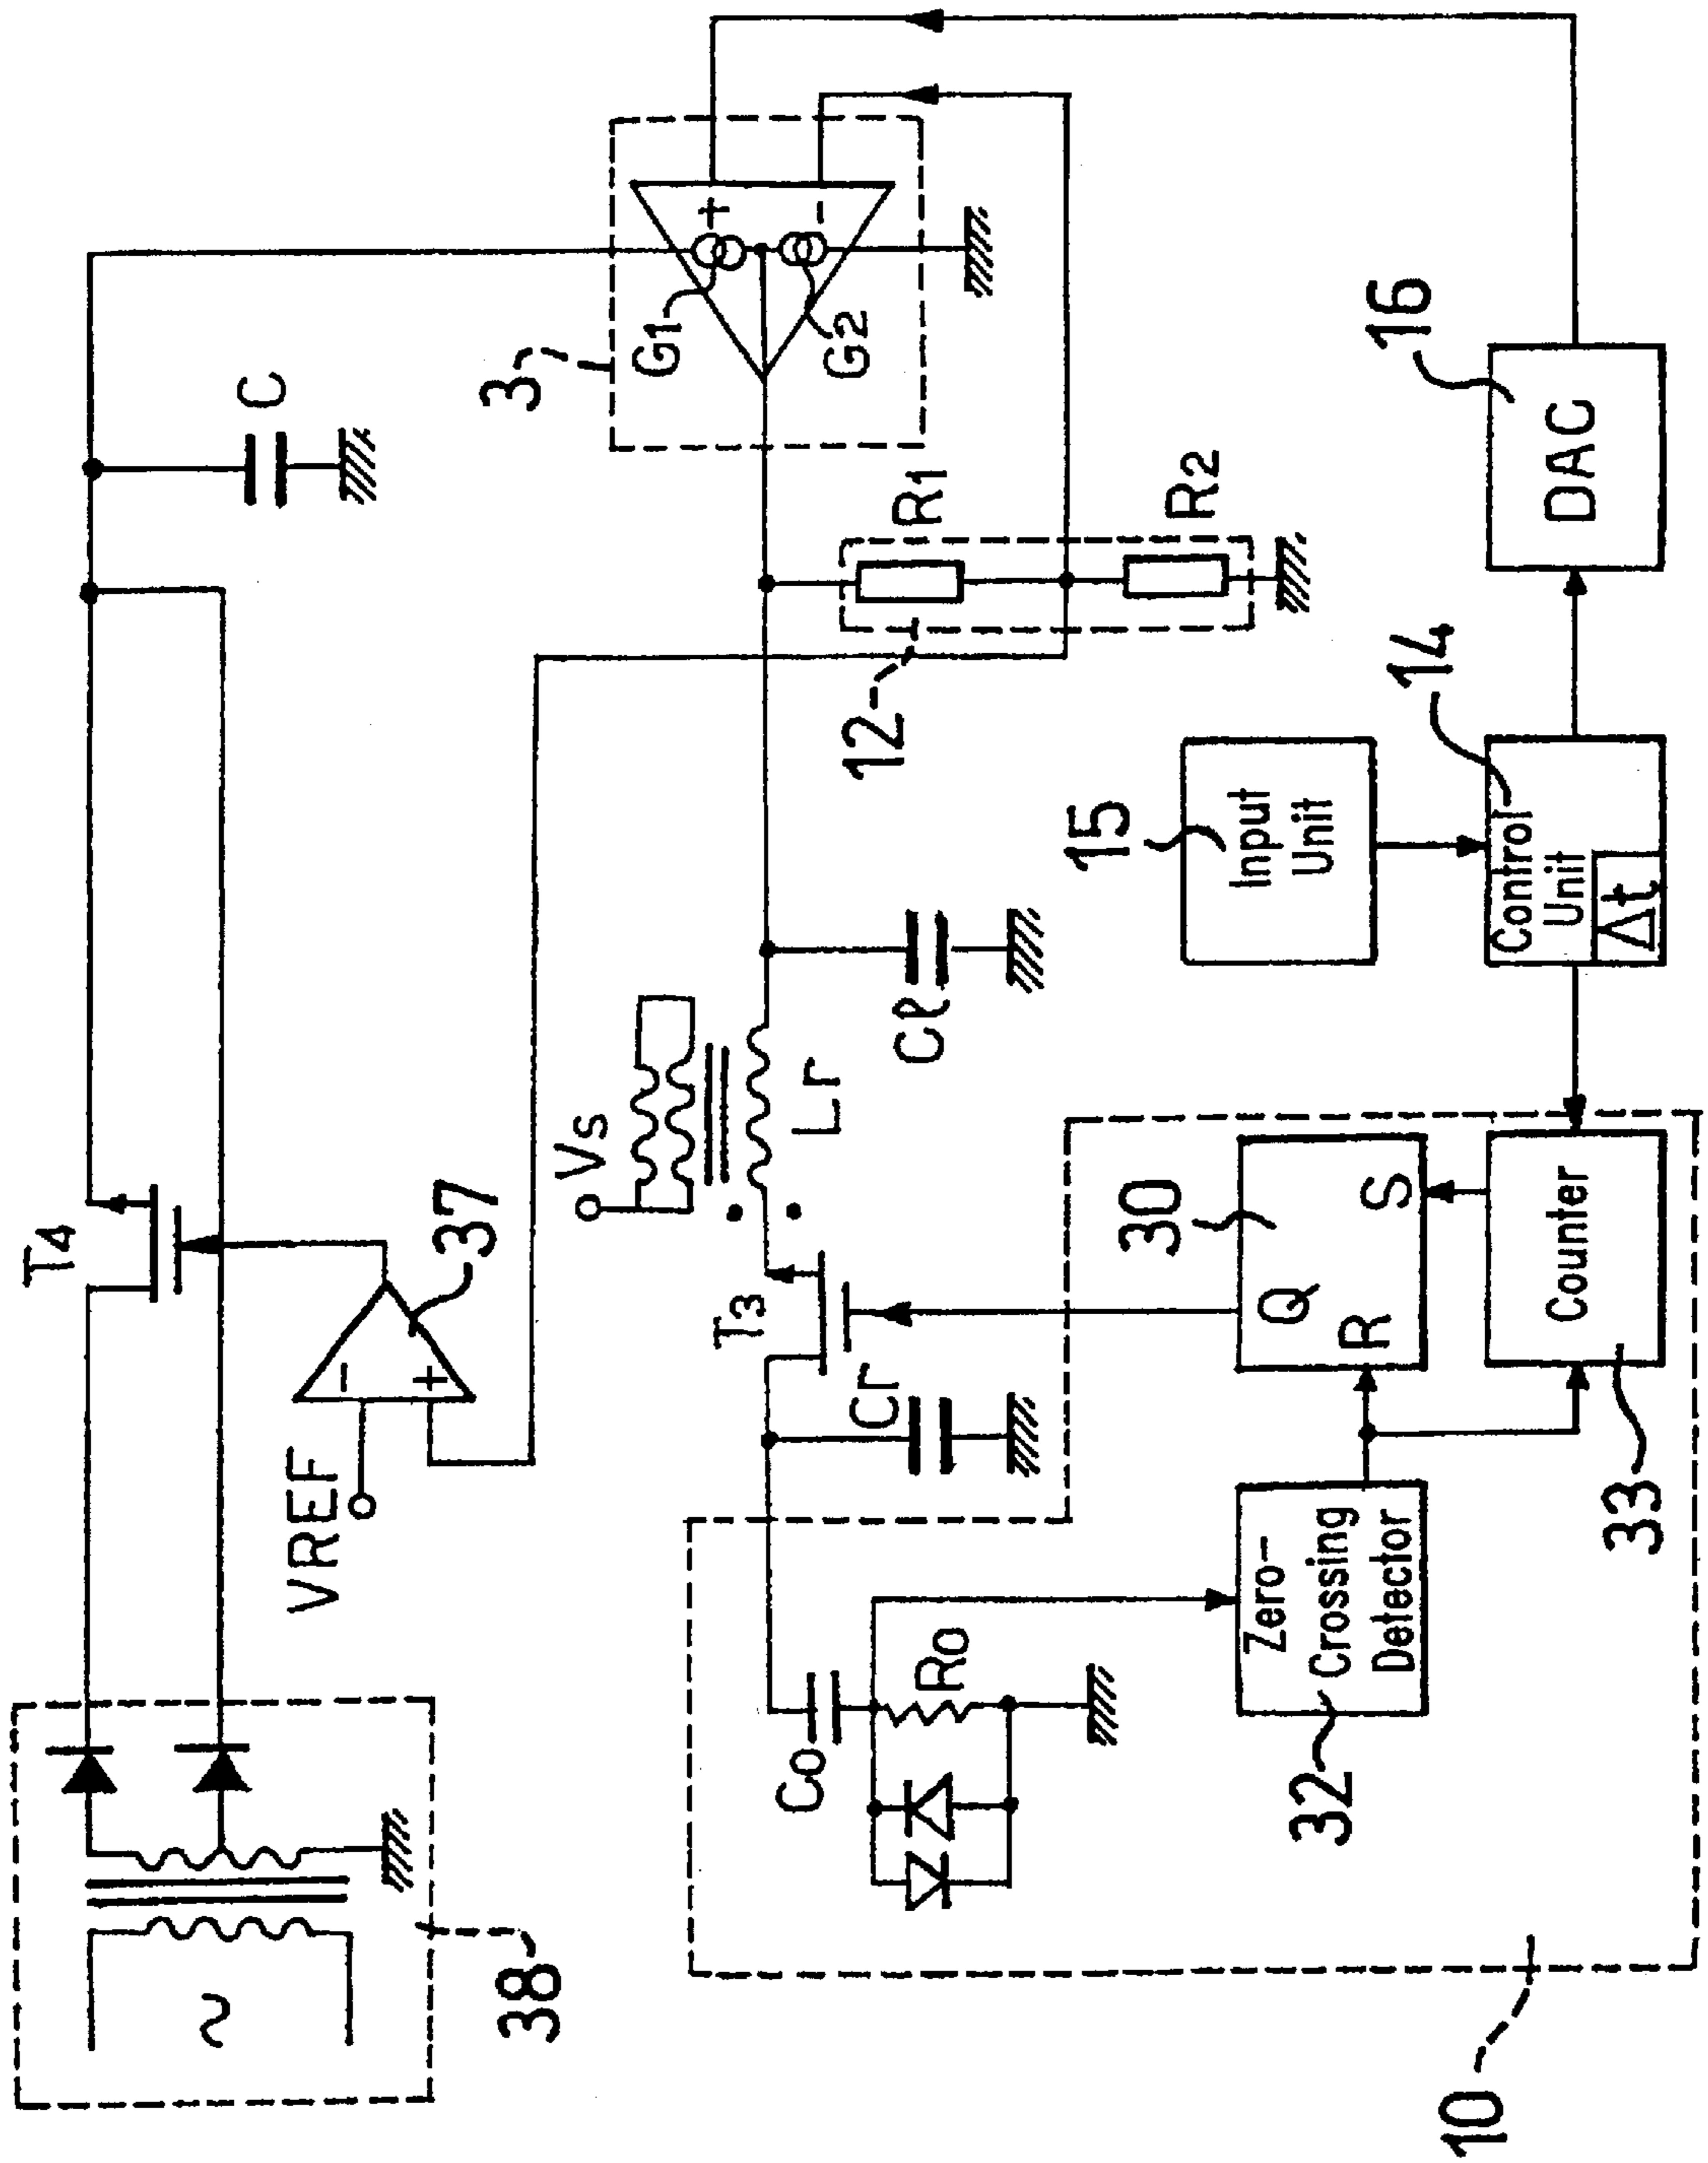 38
~
T4
C
VREF
-
+
37
Vs
3
G1
G2
+
-
Lr
T3
Cr
Cl
12
R1
R2
Co
Ro
10
32
Zero-
Crossing
Detector
30
Q
R
S
33
Counter
15
Input
Unit
14
Control
Unit
Δt
16
DAC